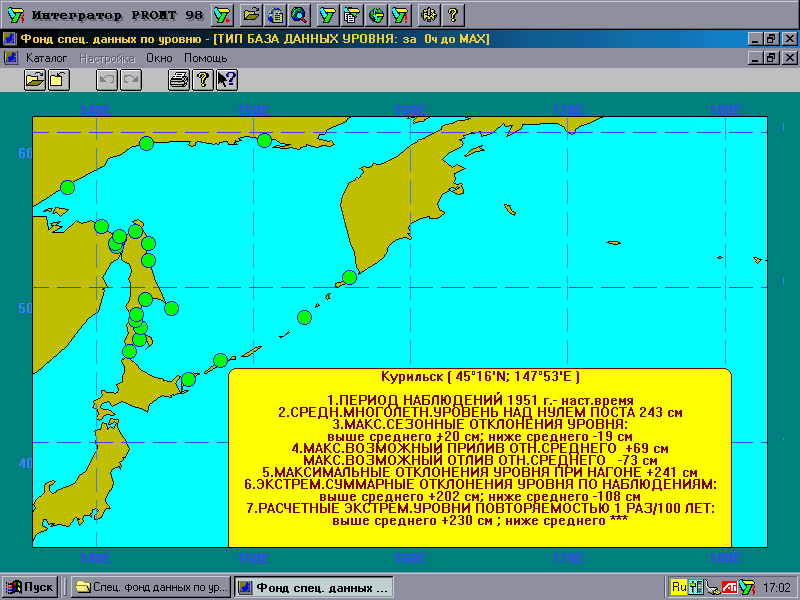 Интегратор PROMT 98
Фонд спец. данных по уровню - [ТИП БАЗА ДАННЫХ УРОВНЯ: за 0ч до MAX]
Каталог Настройка Окно Помощь
140E 150E 160E 170E 180E
60
50
40
Курильск ( 45°16'N; 147°53'E )
1.ПЕРИОД НАБЛЮДЕНИЙ 1951 г.- наст.время
2.СРЕДН.МНОГОЛЕТН.УРОВЕНЬ НАД НУЛЕМ ПОСТА 243 см
3.МАКС.СЕЗОННЫЕ ОТКЛОНЕНИЯ УРОВНЯ:
выше среднего +20 см; ниже среднего -19 см
4.МАКС.ВОЗМОЖНЫЙ ПРИЛИВ ОТН.СРЕДНЕГО +69 см
МАКС.ВОЗМОЖНЫЙ ОТЛИВ ОТН.СРЕДНЕГО -73 см
5.МАКСИМАЛЬНЫЕ ОТКЛОНЕНИЯ УРОВНЯ ПРИ НАГОНЕ +241 см
6.ЭКСТРЕМ.СУММАРНЫЕ ОТКЛОНЕНИЯ УРОВНЯ ПО НАБЛЮДЕНИЯМ:
выше среднего +202 см; ниже среднего -108 см
7.РАСЧЕТНЫЕ ЭКСТРЕМ.УРОВНИ ПОВТОРЯЕМОСТЬЮ 1 РАЗ/100 ЛЕТ:
выше среднего +230 см ; ниже среднего ***
140E 150E 160E 170E 180E
Пуск Спец. фонд данных по ур... Фонд спец. данных ... Ru 17:02